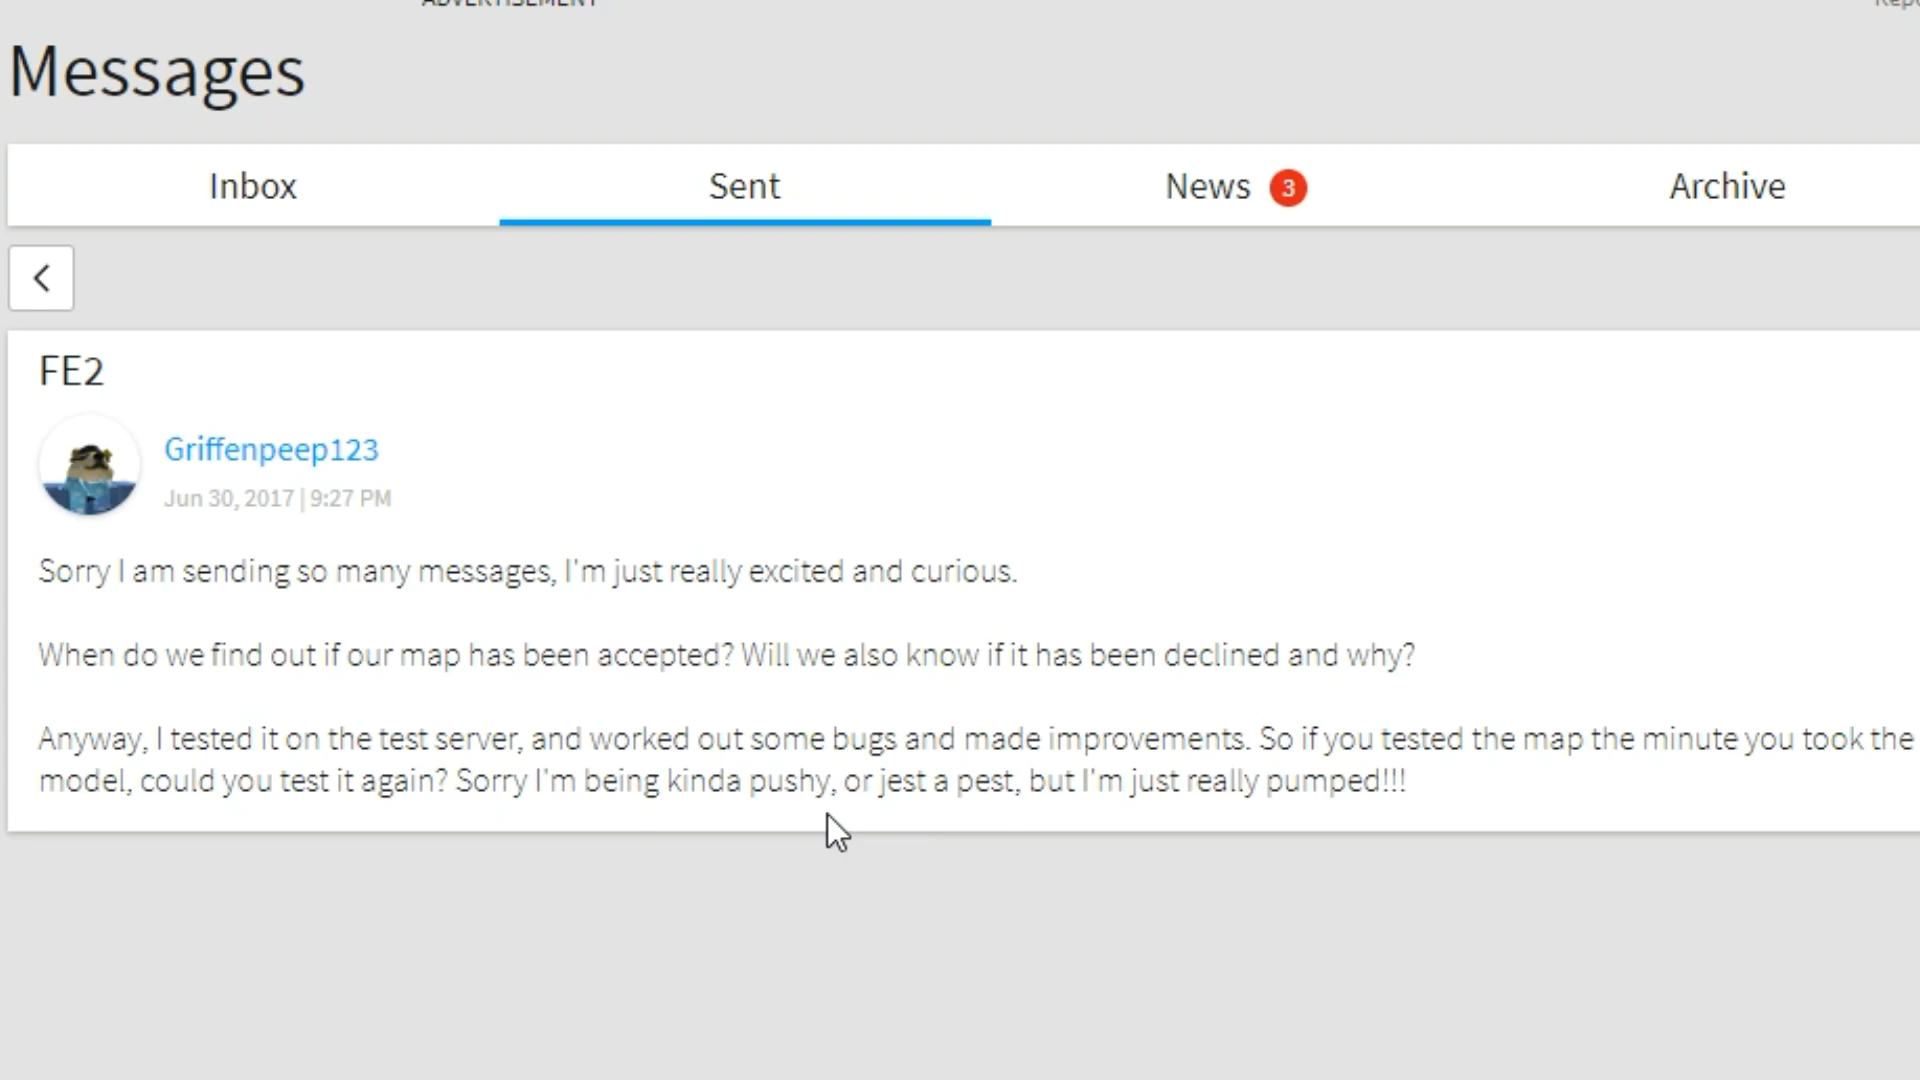 ADVERTISEMENT
Messages
Inbox
Sent
News 3
Archive
FE2
Griffenpeep123
Jun 30, 2017 | 9:27 PM
Sorry I am sending so many messages, I'm just really excited and curious.
When do we find out if our map has been accepted? Will we also know if it has been declined and why?
Anyway, I tested it on the test server, and worked out some bugs and made improvements. So if you tested the map the minute you took the
model, could you test it again? Sorry I'm being kinda pushy, or jest a pest, but I'm just really pumped!!!